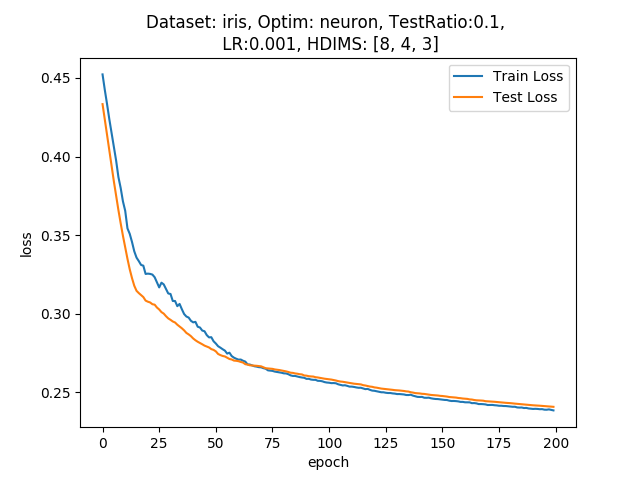 Dataset: iris, Optim: neuron, TestRatio:0.1,
LR:0.001, HDIMS: [8, 4, 3]
Train Loss
Test Loss
0.45
0.40
0.35
0.30
0.25
loss
0 25 50 75 100 125 150 175 200
epoch